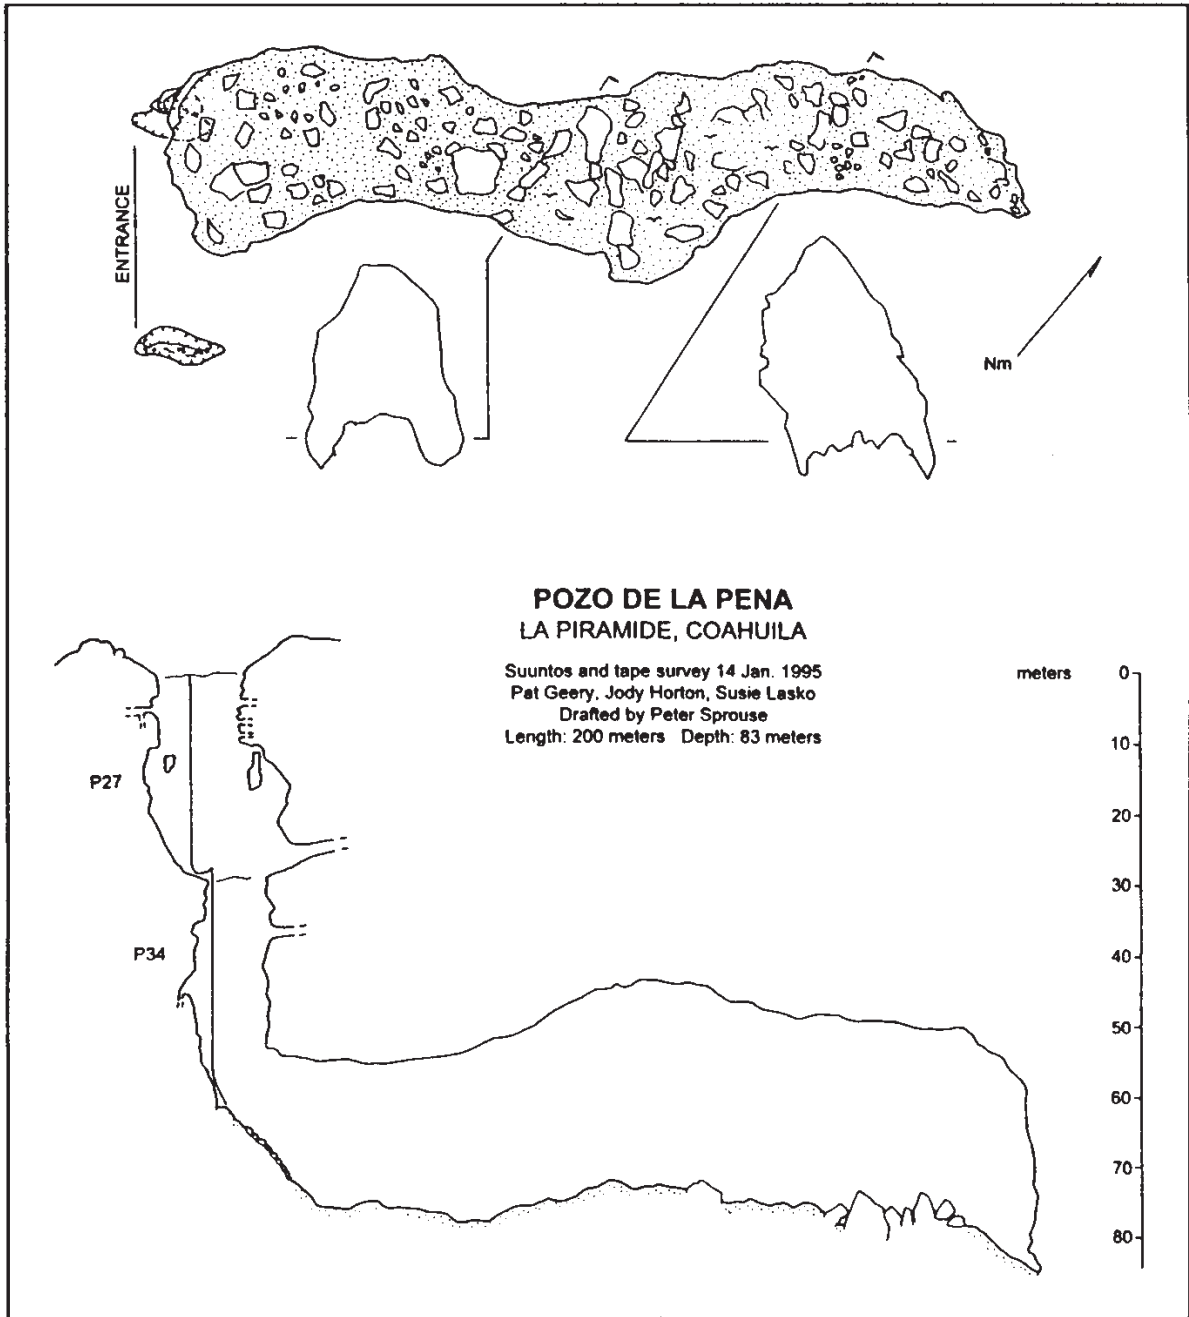 ENTRANCE
Nm
POZO DE LA PENA
LA PIRAMIDE, COAHUILA
Suuntos and tape survey 14 Jan. 1995
Pat Geery, Jody Horton, Susie Lasko
Drafted by Peter Sprouse
Length: 200 meters Depth: 83 meters
meters
0
10
20
30
40
50
60
70
80
P27
P34